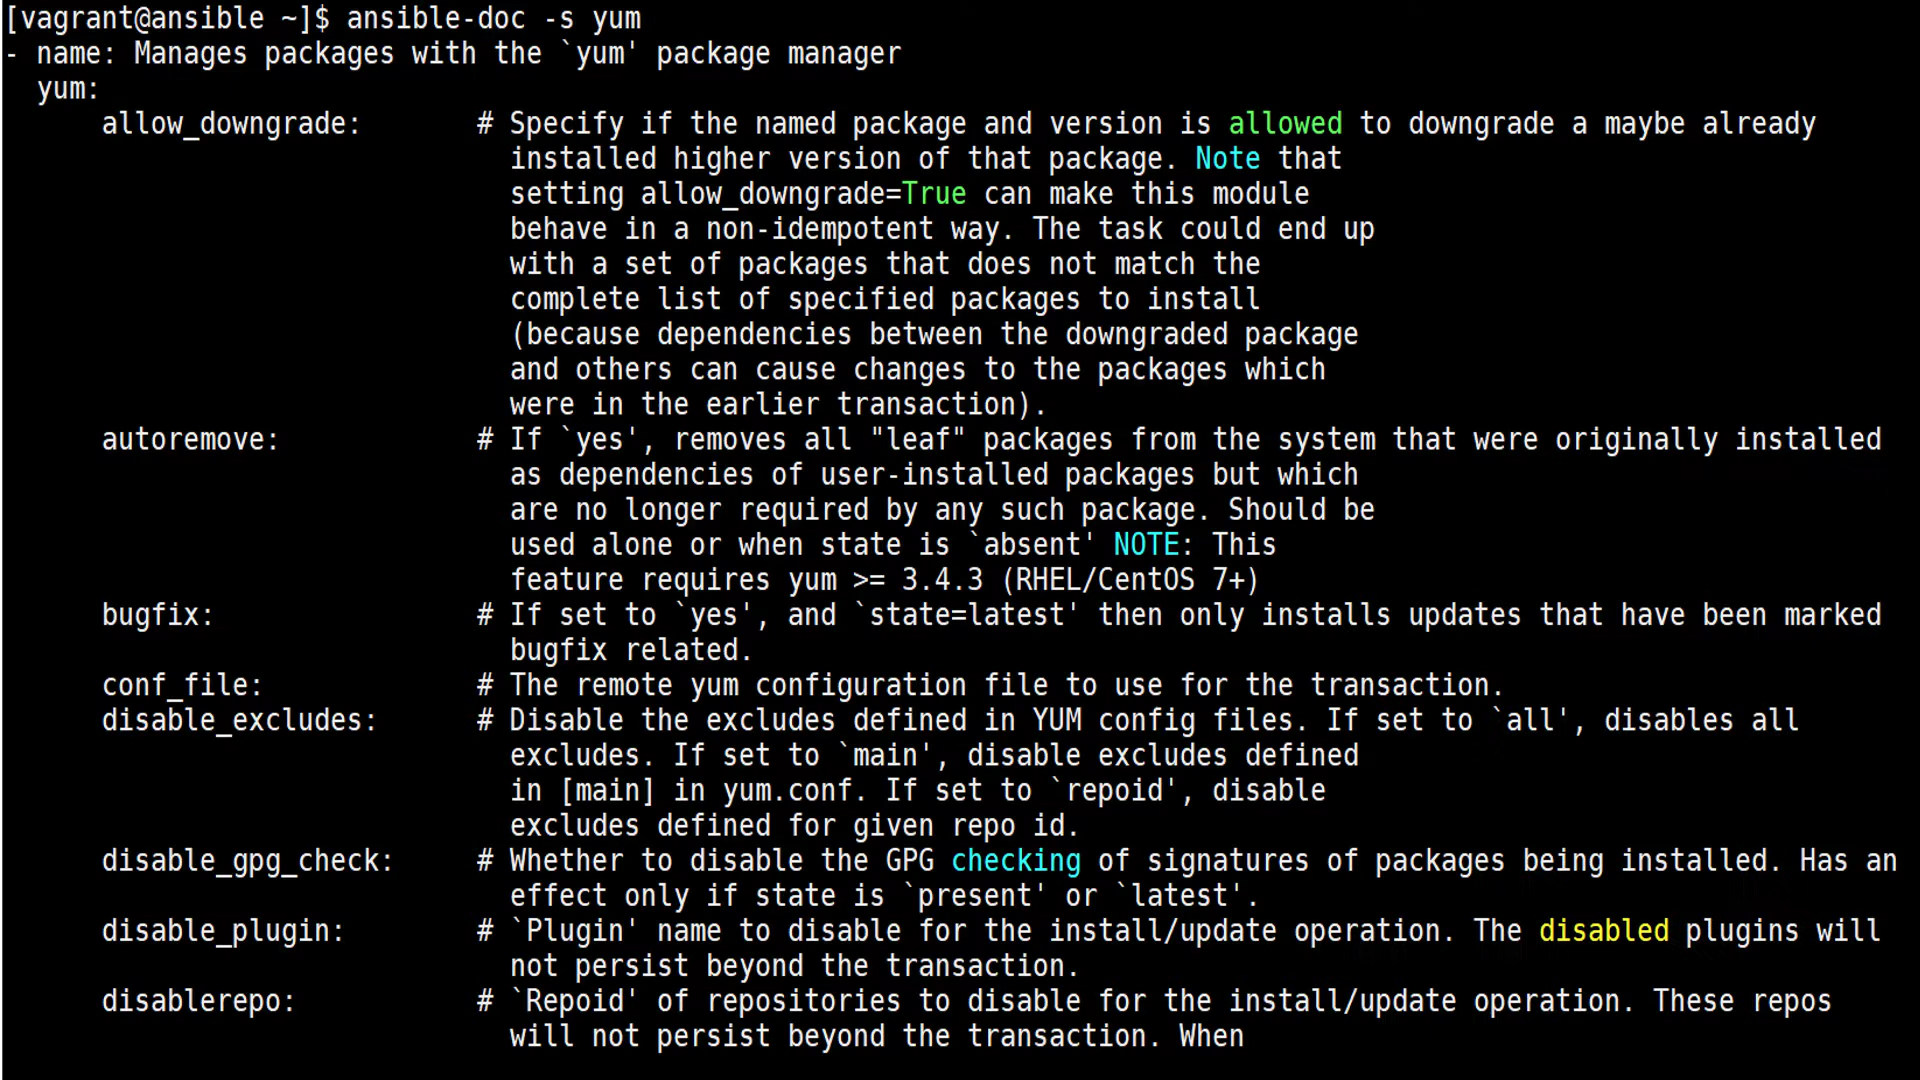 [vagrant@ansible ~]$ ansible-doc -s yum
- name: Manages packages with the `yum' package manager
  yum:
      allow_downgrade:       # Specify if the named package and version is allowed to downgrade a maybe already
                               installed higher version of that package. Note that
                               setting allow_downgrade=True can make this module
                               behave in a non-idempotent way. The task could end up
                               with a set of packages that does not match the
                               complete list of specified packages to install
                               (because dependencies between the downgraded package
                               and others can cause changes to the packages which
                               were in the earlier transaction).
      autoremove:            # If `yes', removes all "leaf" packages from the system that were originally installed
                               as dependencies of user-installed packages but which
                               are no longer required by any such package. Should be
                               used alone or when state is `absent' NOTE: This
                               feature requires yum >= 3.4.3 (RHEL/CentOS 7+)
      bugfix:                # If set to `yes', and `state=latest' then only installs updates that have been marked
                               bugfix related.
      conf_file:             # The remote yum configuration file to use for the transaction.
      disable_excludes:      # Disable the excludes defined in YUM config files. If set to `all', disables all
                               excludes. If set to `main', disable excludes defined
                               in [main] in yum.conf. If set to `repoid', disable
                               excludes defined for given repo id.
      disable_gpg_check:     # Whether to disable the GPG checking of signatures of packages being installed. Has an
                               effect only if state is `present' or `latest'.
      disable_plugin:        # `Plugin' name to disable for the install/update operation. The disabled plugins will
                               not persist beyond the transaction.
      disablerepo:           # `Repoid' of repositories to disable for the install/update operation. These repos
                               will not persist beyond the transaction. When